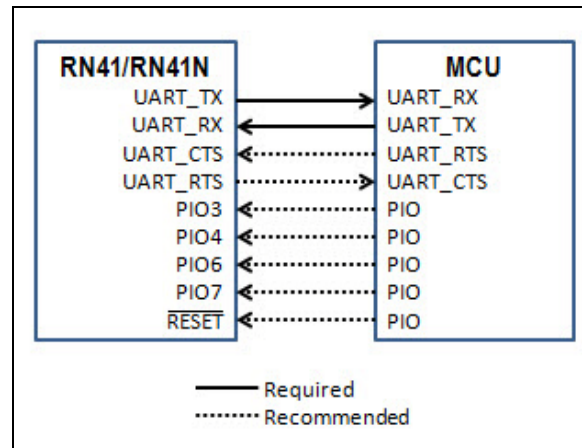 RN41/RN41N MCU
UART_TX UART_RX
UART_RX UART_TX
UART_CTS UART_RTS
UART_RTS UART_CTS
PIO3 PIO
PIO4 PIO
PIO6 PIO
PIO7 PIO
RESET PIO
Required
Recommended